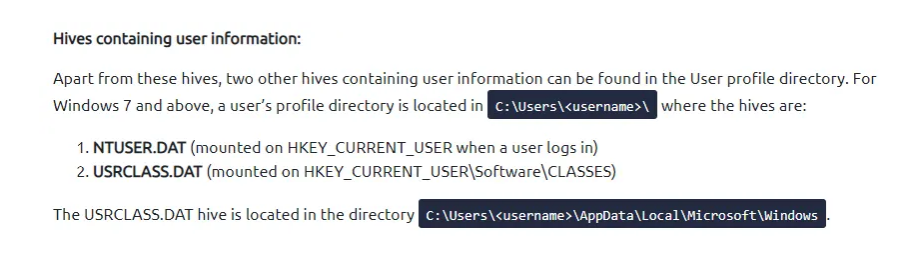 Hives containing user information:
Apart from these hives, two other hives containing user information can be found in the User profile directory. For
Windows 7 and above, a user’s profile directory is located in C:\Users\<username>\ where the hives are:
1. NTUSER.DAT (mounted on HKEY_CURRENT_USER when a user logs in)
2. USRCLASS.DAT (mounted on HKEY_CURRENT_USER\Software\CLASSES)
The USRCLASS.DAT hive is located in the directory C:\Users\<username>\AppData\Local\Microsoft\Windows .